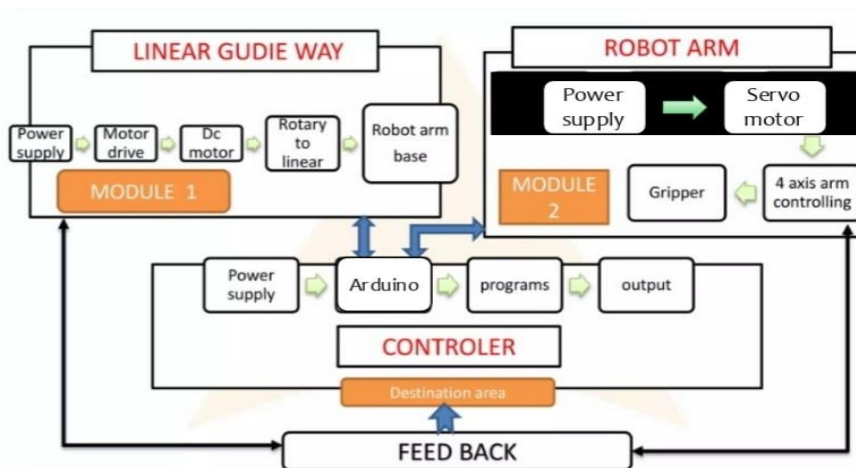 LINEAR GUDIE WAY
Power
supply
Motor
drive
Dc
motor
Rotary
to
linear
Robot arm
base
MODULE 1
ROBOT ARM
Power
supply
Servo
motor
4 axis arm
controlling
Gripper
MODULE
2
Power
supply
Arduino
programs
output
CONTROLER
Destination area
FEED BACK